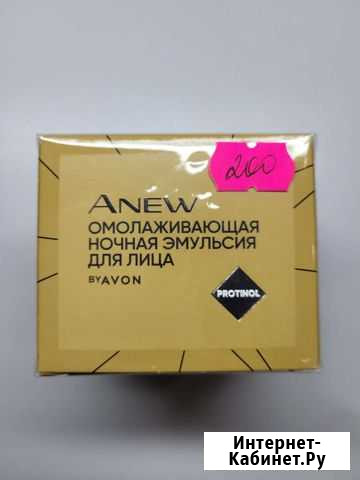 200
ANEW
ОМОЛАЖИВАЮЩАЯ
НОЧНАЯ ЭМУЛЬСИЯ
ДЛЯ ЛИЦА
BY AVON
PROTINOL
Интернет-
Кабинет.Ру